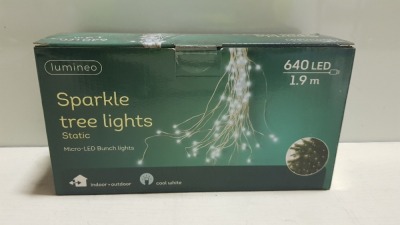 lumineo
640 LED
1.9 m
Sparkle
tree lights
Static
Micro-LED Bunch lights
indoor + outdoor
cool white